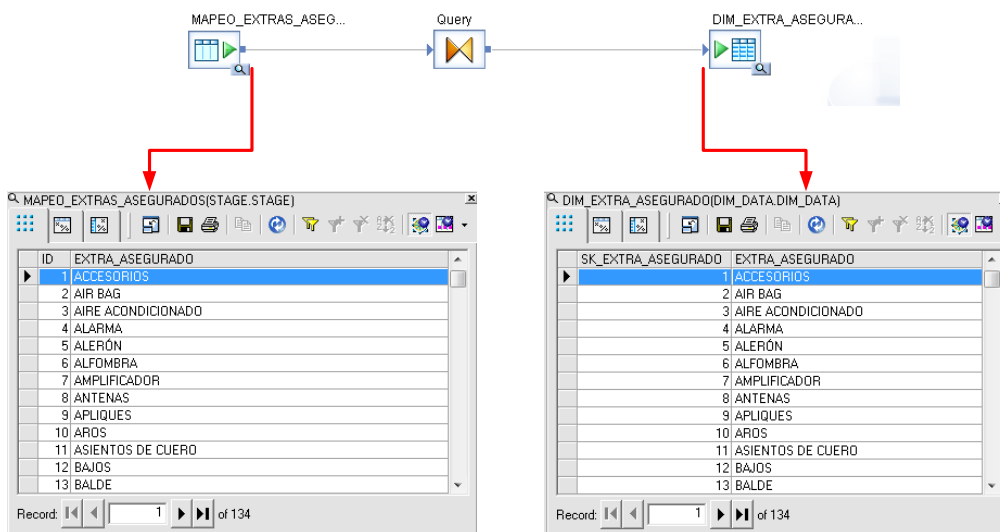 MAPEO_EXTRAS_ASEG...
Query
DIM_EXTRA_ASEGURA...
MAPEO_EXTRAS_ASEGURADOS(STAGE.STAGE)
ID EXTRA_ASEGURADO
1 ACCESORIOS
2 AIR BAG
3 AIRE ACONDICIONADO
4 ALARMA
5 ALERÓN
6 ALFOMBRA
7 AMPLIFICADOR
8 ANTENAS
9 APLIQUES
10 AROS
11 ASIENTOS DE CUERO
12 BAJOS
13 BALDE
Record: 1 of 134
DIM_EXTRA_ASEGURADO(DIM_DATA.DIM_DATA)
SK_EXTRA_ASEGURADO EXTRA_ASEGURADO
1 ACCESORIOS
2 AIR BAG
3 AIRE ACONDICIONADO
4 ALARMA
5 ALERÓN
6 ALFOMBRA
7 AMPLIFICADOR
8 ANTENAS
9 APLIQUES
10 AROS
11 ASIENTOS DE CUERO
12 BAJOS
13 BALDE
Record: 1 of 134